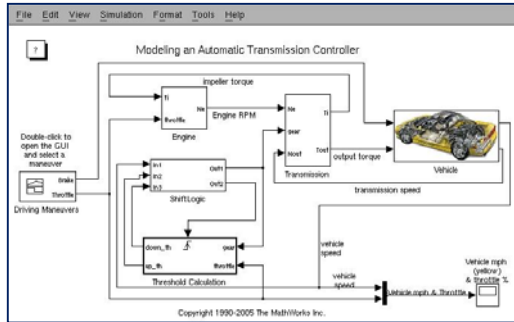 File Edit View Simulation Format Tools Help
?
Modeling an Automatic Transmission Controller
impeller torque
Ti
throttle
Ne
Engine
Engine RPM
Ne
gear
Nout
Ti
Tout
Transmission
output torque
Vehicle
transmission speed
Double-click to
open the GUI
and select a
maneuver
Brake
Throttle
Driving Maneuvers
In1
In2
In3
Out1
Out2
ShiftLogic
down_th
up_th
gear
throttle
Threshold Calculation
vehicle
speed
vehicle
speed
Vehicle mph & Throttle
Vehicle mph
(yellow)
& throttle %
Copyright 1990-2005 The MathWorks Inc.